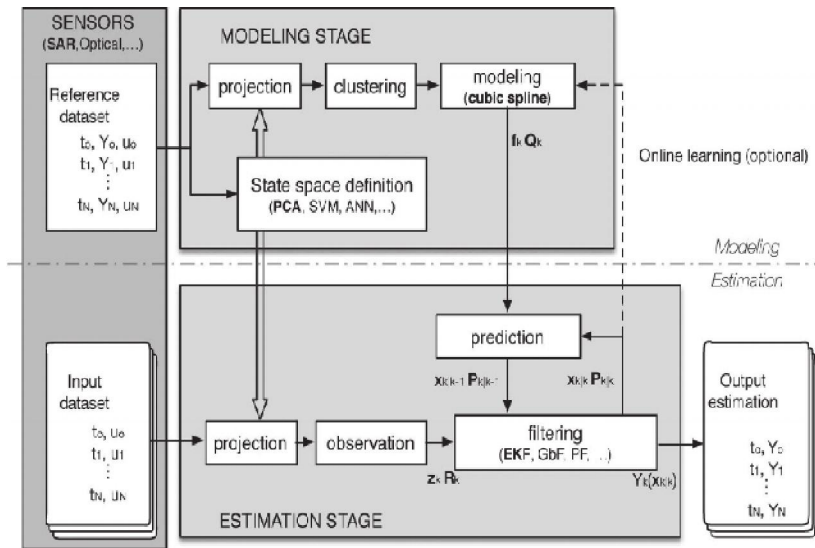 SENSORS
(SAR,Optical,...)
Reference
dataset
t₀, Y₀, u₀
t₁, Y₁, u₁
⋮
tN, YN, uN
MODELING STAGE
projection
clustering
modeling
(cubic spline)
State space definition
(PCA, SVM, ANN,...)
fk Qk
Online learning (optional)
Modeling
Estimation
Input
dataset
t₀, u₀
t₁, u₁
⋮
tN, uN
prediction
xk|k-1 Pk|k-1
xk|k Pk|k
projection
observation
filtering
(EKF, GbF, PF, ...)
zk Rk
Yk(xk|k)
ESTIMATION STAGE
Output
estimation
t₀, Y₀
t₁, Y₁
⋮
tN, YN